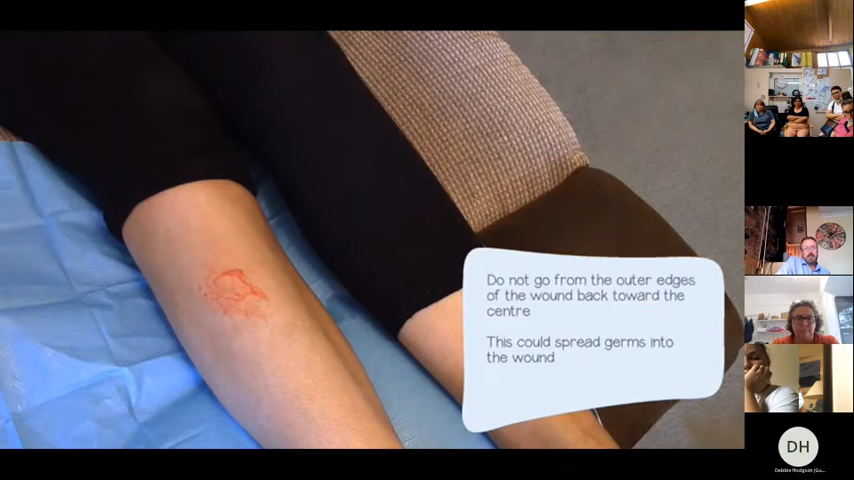 Do not go from the outer edges
of the wound back toward the
centre
This could spread germs into
the wound
DH